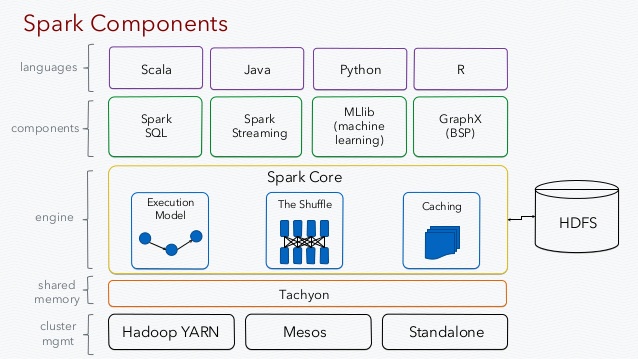 Spark Components
languages
Scala
Java
Python
R
components
Spark
SQL
Spark
Streaming
MLlib
(machine
learning)
GraphX
(BSP)
engine
Spark Core
Execution
Model
The Shuffle
Caching
HDFS
shared
memory
Tachyon
cluster
mgmt
Hadoop YARN
Mesos
Standalone